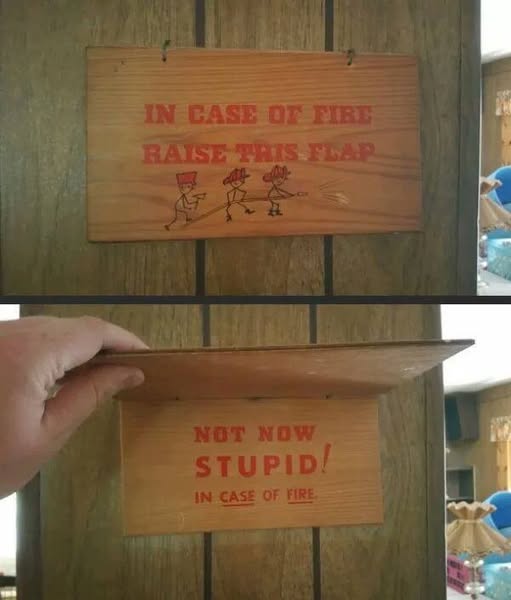 IN CASE OF FIRE
RAISE THIS FLAP
NOT NOW
STUPID!
IN CASE OF FIRE.